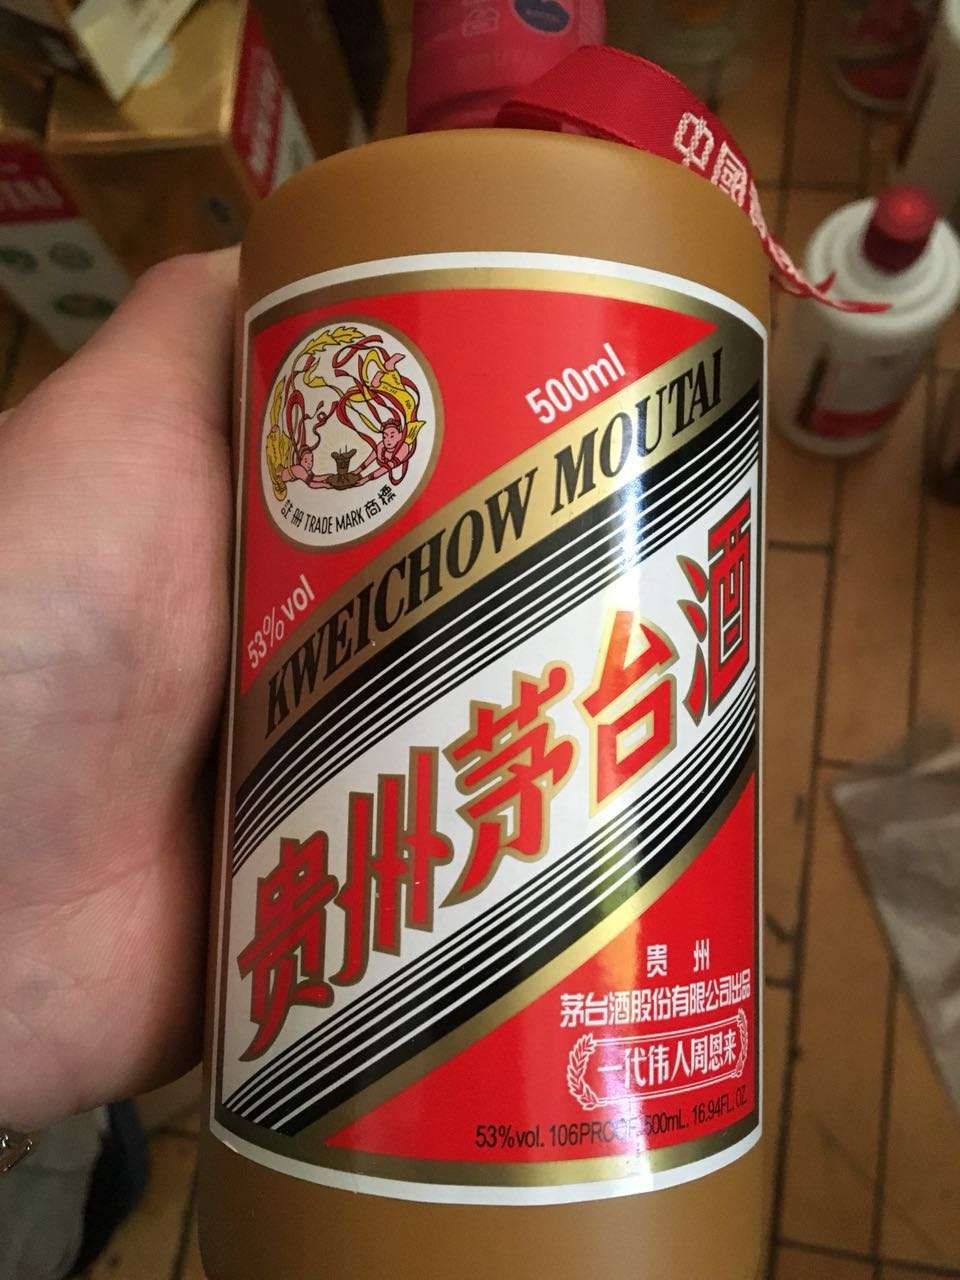 中国
500ml
註册 TRADE MARK 商標
53%vol
KWEICHOW MOUTAI
贵州茅台酒
贵州
茅台酒股份有限公司出品
一代伟人周恩来
53%vol. 106PROOF. 500mL. 16.94FL. OZ.